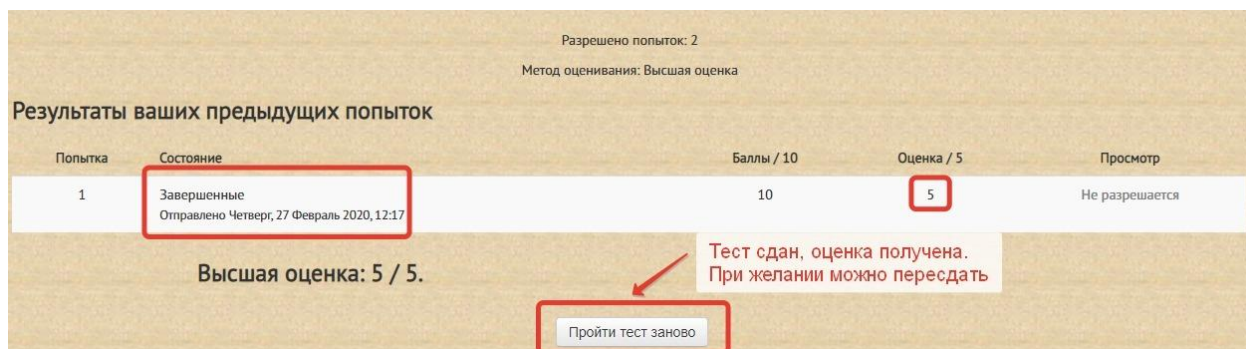 Разрешено попыток: 2
Метод оценивания: Высшая оценка
Результаты ваших предыдущих попыток
Попытка Состояние Баллы / 10 Оценка / 5 Просмотр
1 Завершенные 10 5 Не разрешается
Отправлено Четверг, 27 Февраль 2020, 12:17
Тест сдан, оценка получена.
При желании можно пересдать
Высшая оценка: 5 / 5.
Пройти тест заново